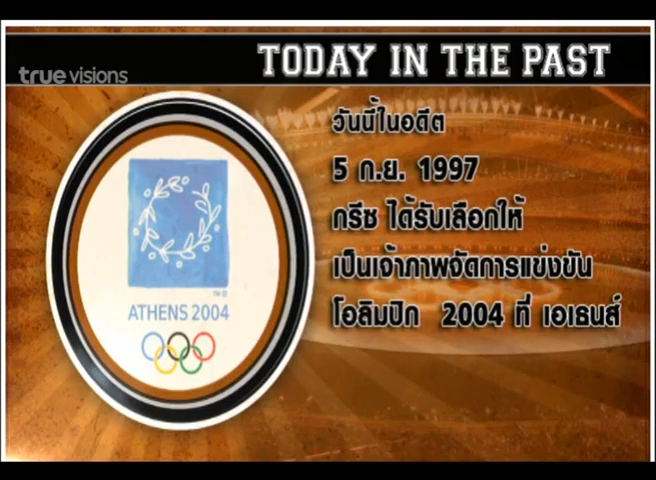 TODAY IN THE PAST
true visions
วันนี้ในอดีต
5 ก.ย. 1997
กรีซ ได้รับเลือกให้
เป็นเจ้าภาพจัดการแข่งขัน
โอลิมปิก 2004 ที่ เอเธนส์
TM ©
ATHENS 2004